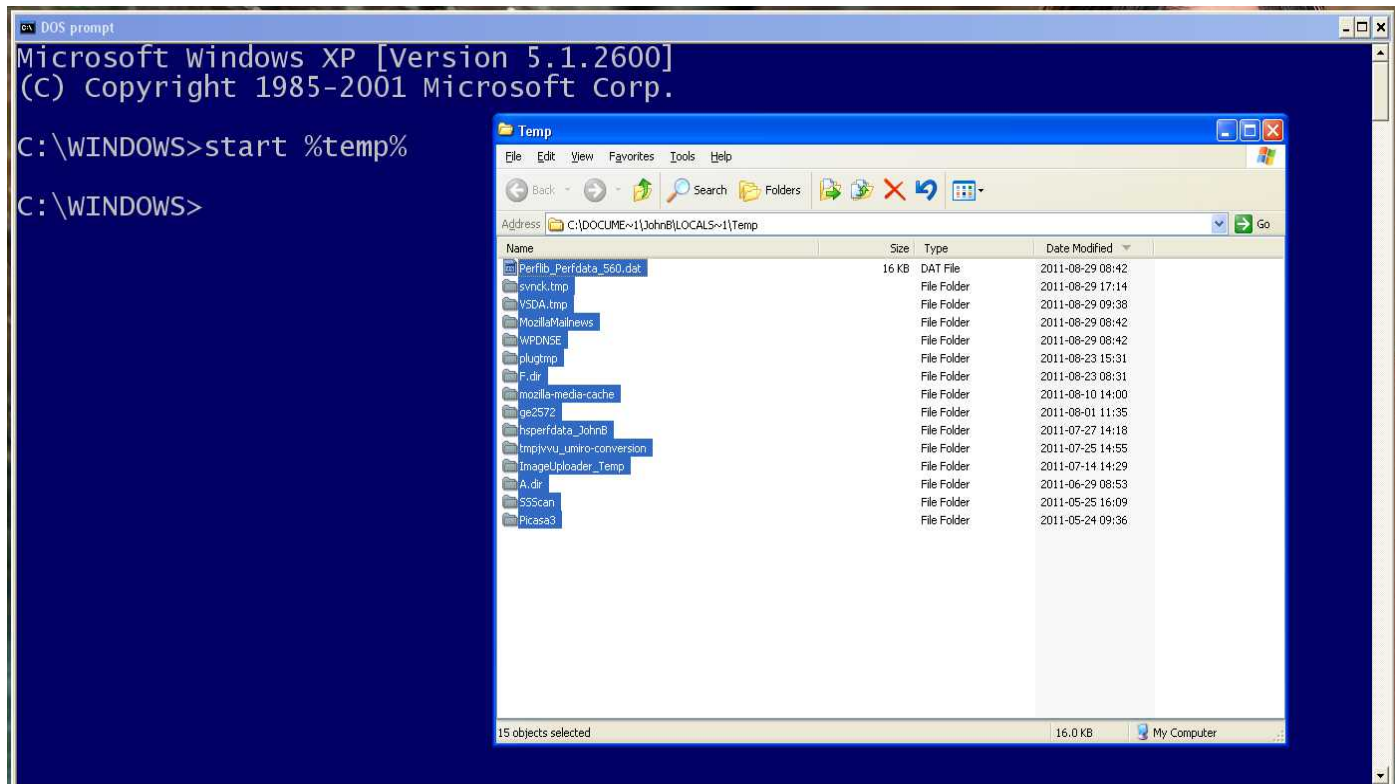 DOS prompt
Microsoft Windows XP [Version 5.1.2600]
(C) Copyright 1985-2001 Microsoft Corp.
C:\WINDOWS>start %temp%
C:\WINDOWS>
Temp
File Edit View Favorites Tools Help
Back Search Folders
Address C:\DOCUME~1\JohnB\LOCALS~1\Temp Go
Name Size Type Date Modified
Perflib_Perfdata_560.dat 16 KB DAT File 2011-08-29 08:42
svnck.tmp File Folder 2011-08-29 17:14
VSDA.tmp File Folder 2011-08-29 09:38
MozillaMailnews File Folder 2011-08-29 08:42
WPDNSE File Folder 2011-08-29 08:42
plugtmp File Folder 2011-08-23 15:31
F.dir File Folder 2011-08-23 08:31
mozilla-media-cache File Folder 2011-08-10 14:00
ge2572 File Folder 2011-08-01 11:35
hsperfdata_JohnB File Folder 2011-07-27 14:18
tmpjvvu_umiro-conversion File Folder 2011-07-25 14:55
ImageUploader_Temp File Folder 2011-07-14 14:29
A.dir File Folder 2011-06-29 08:53
SSScan File Folder 2011-05-25 16:09
Picasa3 File Folder 2011-05-24 09:36
15 objects selected 16.0 KB My Computer